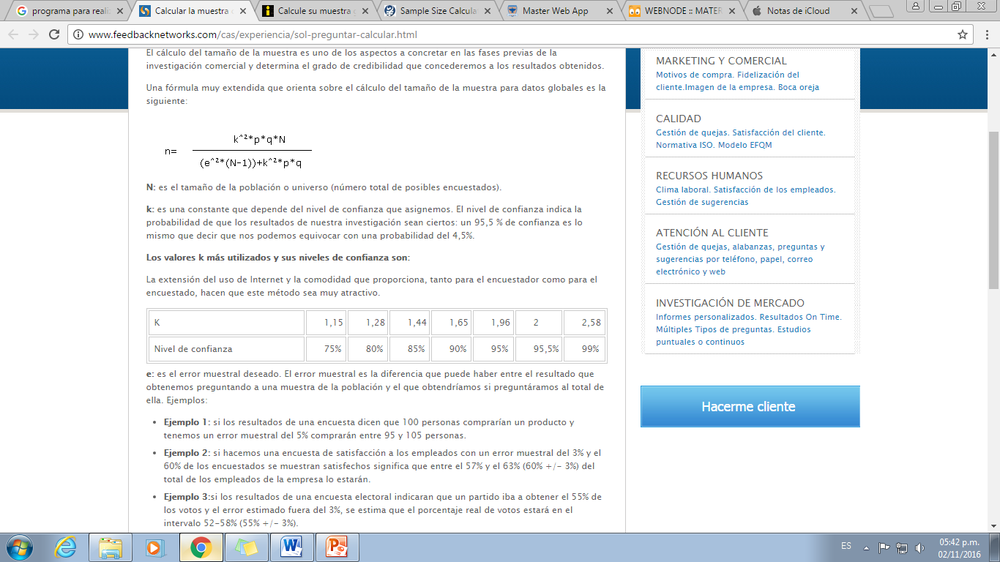 programa para realiz
Calcular la muestra c
Calcule su muestra g
Sample Size Calcula
Master Web App
WEBNODE :: MATER
Notas de iCloud
www.feedbacknetworks.com/cas/experiencia/sol-preguntar-calcular.html
El cálculo del tamaño de la muestra es uno de los aspectos a concretar en las fases previas de la
investigación comercial y determina el grado de credibilidad que concederemos a los resultados obtenidos.
Una fórmula muy extendida que orienta sobre el cálculo del tamaño de la muestra para datos globales es la
siguiente:
k^²*p*q*N
n=
(e^²*(N-1))+k^²*p*q
N: es el tamaño de la población o universo (número total de posibles encuestados).
k: es una constante que depende del nivel de confianza que asignemos. El nivel de confianza indica la
probabilidad de que los resultados de nuestra investigación sean ciertos: un 95,5 % de confianza es lo
mismo que decir que nos podemos equivocar con una probabilidad del 4,5%.
Los valores k más utilizados y sus niveles de confianza son:
La extensión del uso de Internet y la comodidad que proporciona, tanto para el encuestador como para el
encuestado, hacen que este método sea muy atractivo.
K 1,15 1,28 1,44 1,65 1,96 2 2,58
Nivel de confianza 75% 80% 85% 90% 95% 95,5% 99%
e: es el error muestral deseado. El error muestral es la diferencia que puede haber entre el resultado que
obtenemos preguntando a una muestra de la población y el que obtendríamos si preguntáramos al total de
ella. Ejemplos:
• Ejemplo 1: si los resultados de una encuesta dicen que 100 personas comprarían un producto y
tenemos un error muestral del 5% comprarán entre 95 y 105 personas.
• Ejemplo 2: si hacemos una encuesta de satisfacción a los empleados con un error muestral del 3% y el
60% de los encuestados se muestran satisfechos significa que entre el 57% y el 63% (60% +/- 3%) del
total de los empleados de la empresa lo estarán.
• Ejemplo 3:si los resultados de una encuesta electoral indicaran que un partido iba a obtener el 55% de
los votos y el error estimado fuera del 3%, se estima que el porcentaje real de votos estará en el
intervalo 52-58% (55% +/- 3%).
MARKETING Y COMERCIAL
Motivos de compra. Fidelización del
cliente.Imagen de la empresa. Boca oreja
CALIDAD
Gestión de quejas. Satisfacción del cliente.
Normativa ISO. Modelo EFQM
RECURSOS HUMANOS
Clima laboral. Satisfacción de los empleados.
Gestión de sugerencias
ATENCIÓN AL CLIENTE
Gestión de quejas, alabanzas, preguntas y
sugerencias por teléfono, papel, correo
electrónico y web
INVESTIGACIÓN DE MERCADO
Informes personalizados. Resultados On Time.
Múltiples Tipos de preguntas. Estudios
puntuales o continuos
Hacerme cliente
ES
05:42 p.m.
02/11/2016